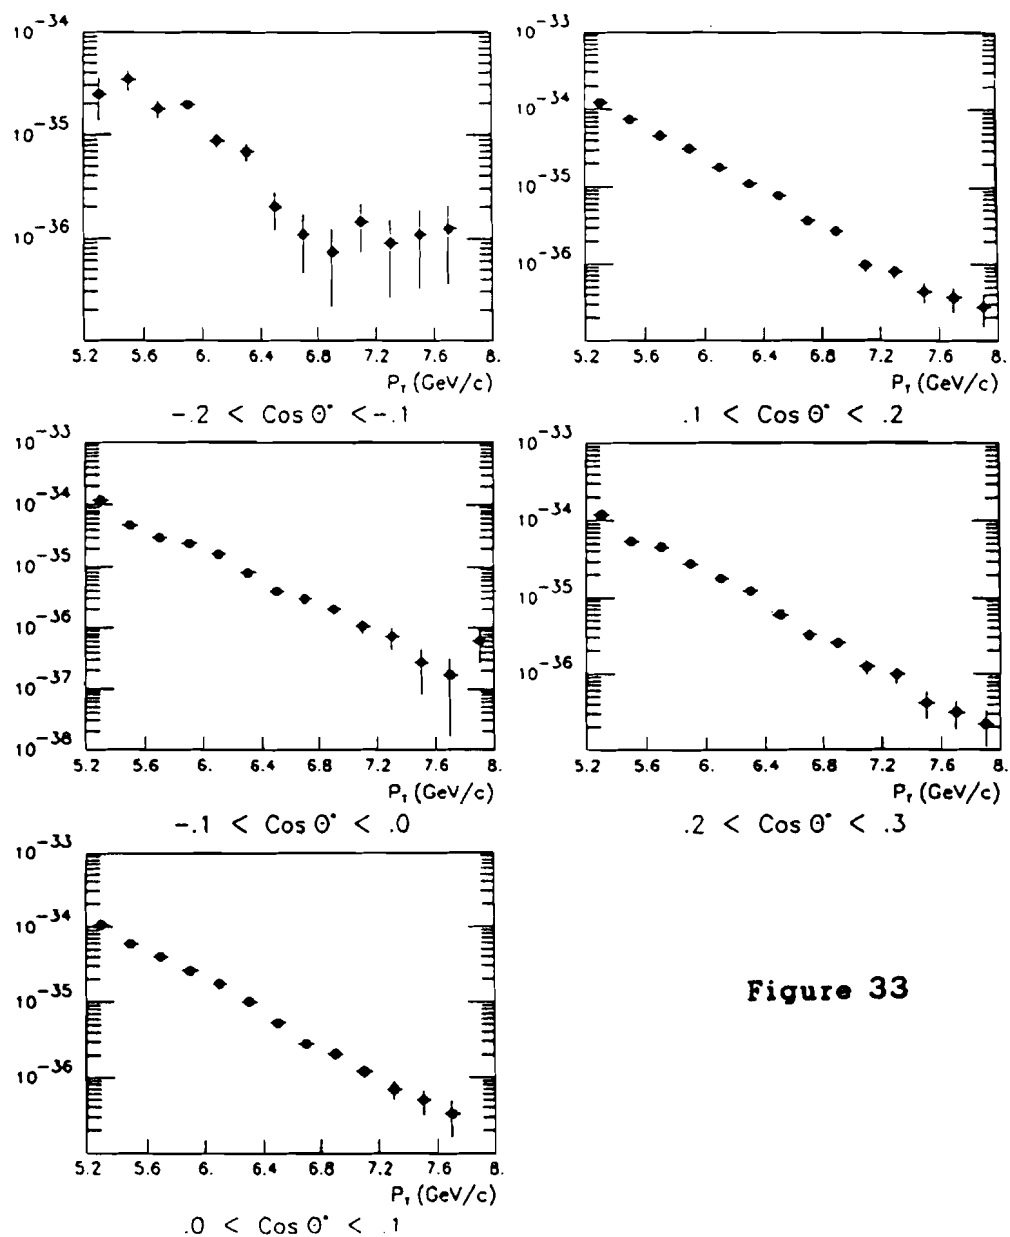 10^-34
10^-35
10^-36
5.2 5.6 6. 6.4 6.8 7.2 7.6 8.
P_T (GeV/c)
-.2 < Cos Θ* < -.1
10^-33
10^-34
10^-35
10^-36
5.2 5.6 6. 6.4 6.8 7.2 7.6 8.
P_T (GeV/c)
.1 < Cos Θ* < .2
10^-33
10^-34
10^-35
10^-36
10^-37
10^-38
5.2 5.6 6. 6.4 6.8 7.2 7.6 8.
P_T (GeV/c)
-.1 < Cos Θ* < .0
10^-33
10^-34
10^-35
10^-36
5.2 5.6 6. 6.4 6.8 7.2 7.6 8.
P_T (GeV/c)
.2 < Cos Θ* < .3
10^-33
10^-34
10^-35
10^-36
5.2 5.6 6. 6.4 6.8 7.2 7.6 8.
P_T (GeV/c)
.0 < Cos Θ* < .1
Figure 33